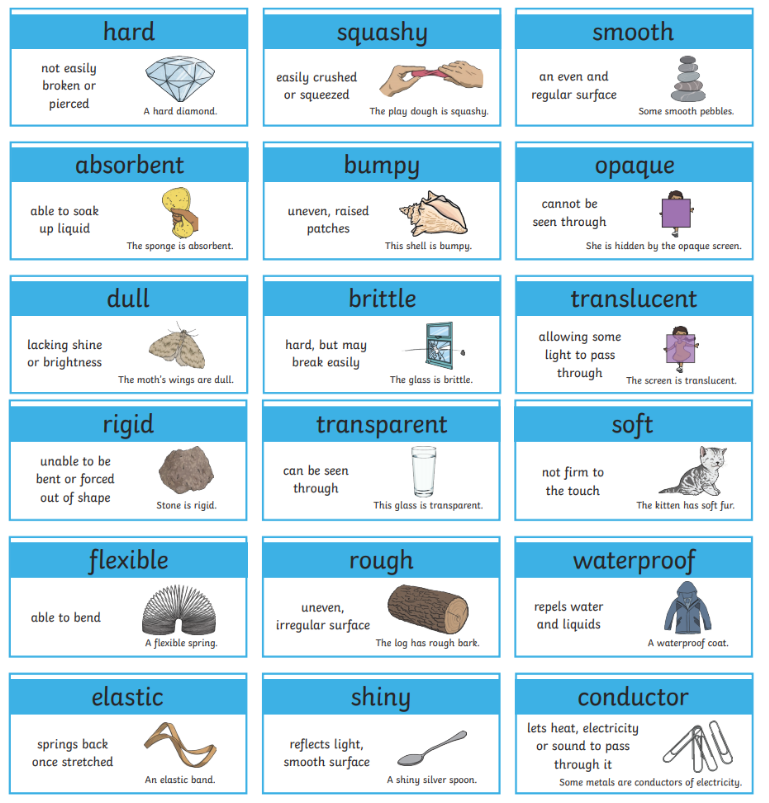 hard
not easily
broken or
pierced
A hard diamond.
squashy
easily crushed
or squeezed
The play dough is squashy.
smooth
an even and
regular surface
Some smooth pebbles.
absorbent
able to soak
up liquid
The sponge is absorbent.
bumpy
uneven, raised
patches
This shell is bumpy.
opaque
cannot be
seen through
She is hidden by the opaque screen.
dull
lacking shine
or brightness
The moth's wings are dull.
brittle
hard, but may
break easily
The glass is brittle.
translucent
allowing some
light to pass
through
The screen is translucent.
rigid
unable to be
bent or forced
out of shape
Stone is rigid.
transparent
can be seen
through
This glass is transparent.
soft
not firm to
the touch
The kitten has soft fur.
flexible
able to bend
A flexible spring.
rough
uneven,
irregular surface
The log has rough bark.
waterproof
repels water
and liquids
A waterproof coat.
elastic
springs back
once stretched
An elastic band.
shiny
reflects light,
smooth surface
A shiny silver spoon.
conductor
lets heat, electricity
or sound to pass
through it
Some metals are conductors of electricity.